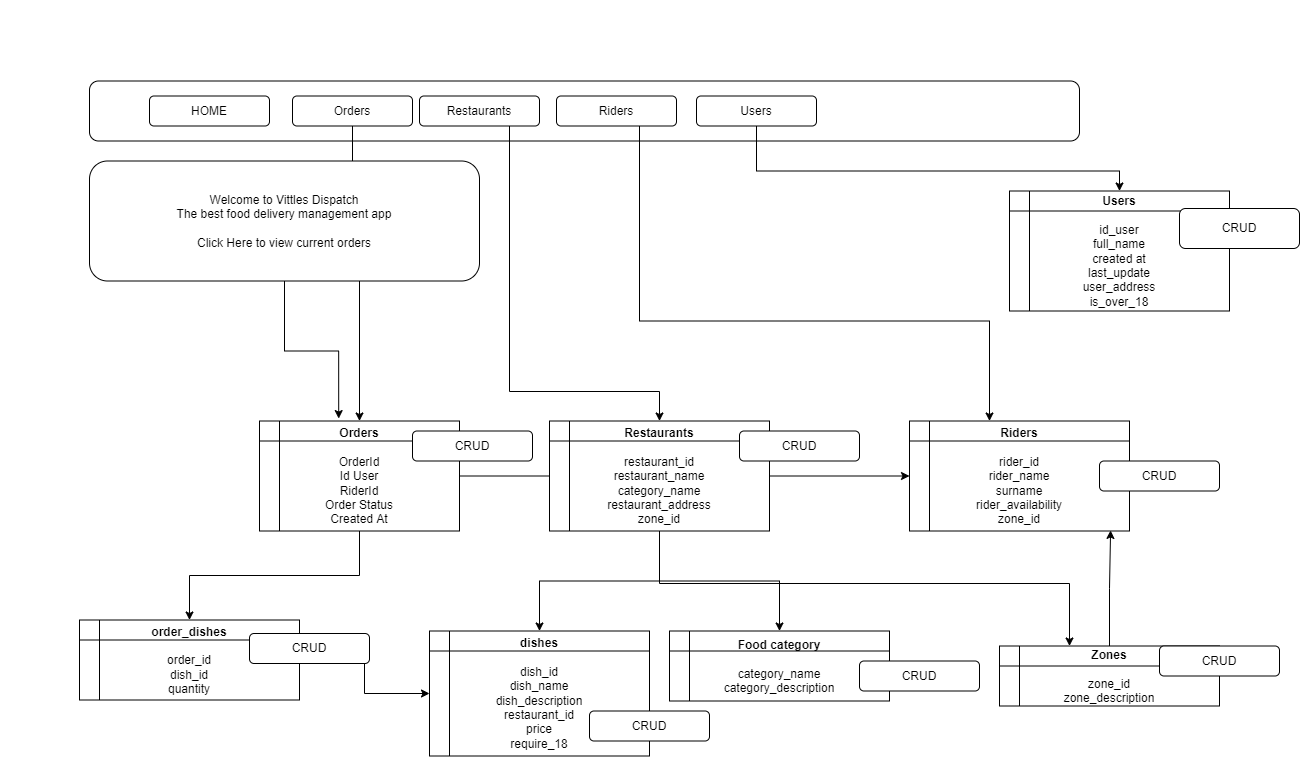 HOME
Orders
Restaurants
Riders
Users
Welcome to Vittles Dispatch
The best food delivery management app
Click Here to view current orders
Users
CRUD
id_user
full_name
created at
last_update
user_address
is_over_18
Orders
CRUD
OrderId
Id User
RiderId
Order Status
Created At
Restaurants
CRUD
restaurant_id
restaurant_name
category_name
restaurant_address
zone_id
Riders
CRUD
rider_id
rider_name
surname
rider_availability
zone_id
order_dishes
CRUD
order_id
dish_id
quantity
dishes
dish_id
dish_name
dish_description
restaurant_id
price
require_18
CRUD
Food category
category_name
category_description
CRUD
Zones
CRUD
zone_id
zone_description